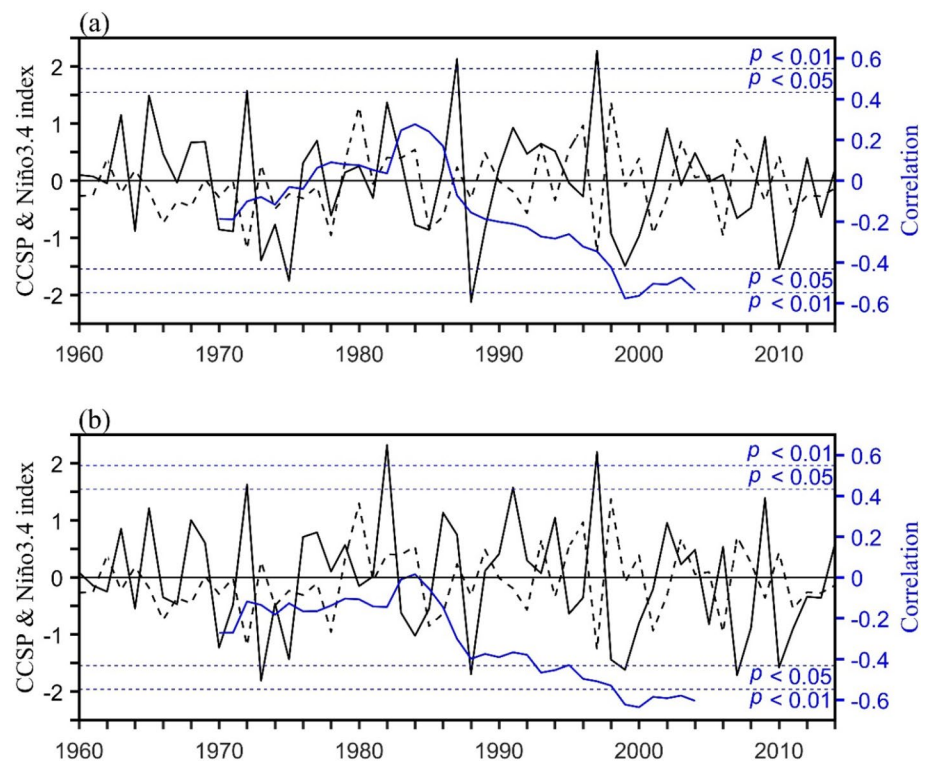 (a)
CCSP & Niño3.4 index
2
1
0
-1
-2
p < 0.01
p < 0.05
p < 0.05
p < 0.01
0.6
0.4
0.2
0
-0.2
-0.4
-0.6
Correlation
1960 1970 1980 1990 2000 2010
(b)
CCSP & Niño3.4 index
2
1
0
-1
-2
p < 0.01
p < 0.05
p < 0.05
p < 0.01
0.6
0.4
0.2
0
-0.2
-0.4
-0.6
Correlation
1960 1970 1980 1990 2000 2010